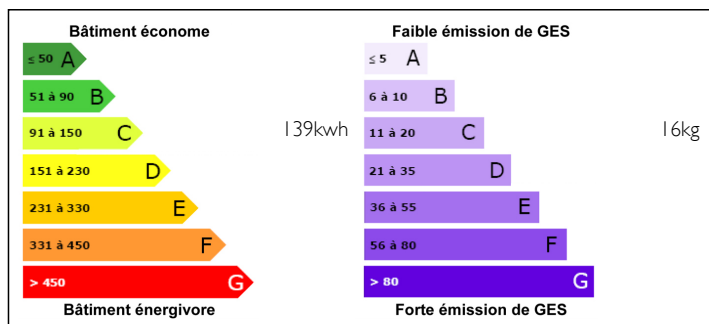 Bâtiment économe
≤ 50 A
51 à 90 B
91 à 150 C
139kwh
151 à 230 D
231 à 330 E
331 à 450 F
> 450 G
Bâtiment énergivore
Faible émission de GES
≤ 5 A
6 à 10 B
11 à 20 C
16kg
21 à 35 D
36 à 55 E
56 à 80 F
> 80 G
Forte émission de GES